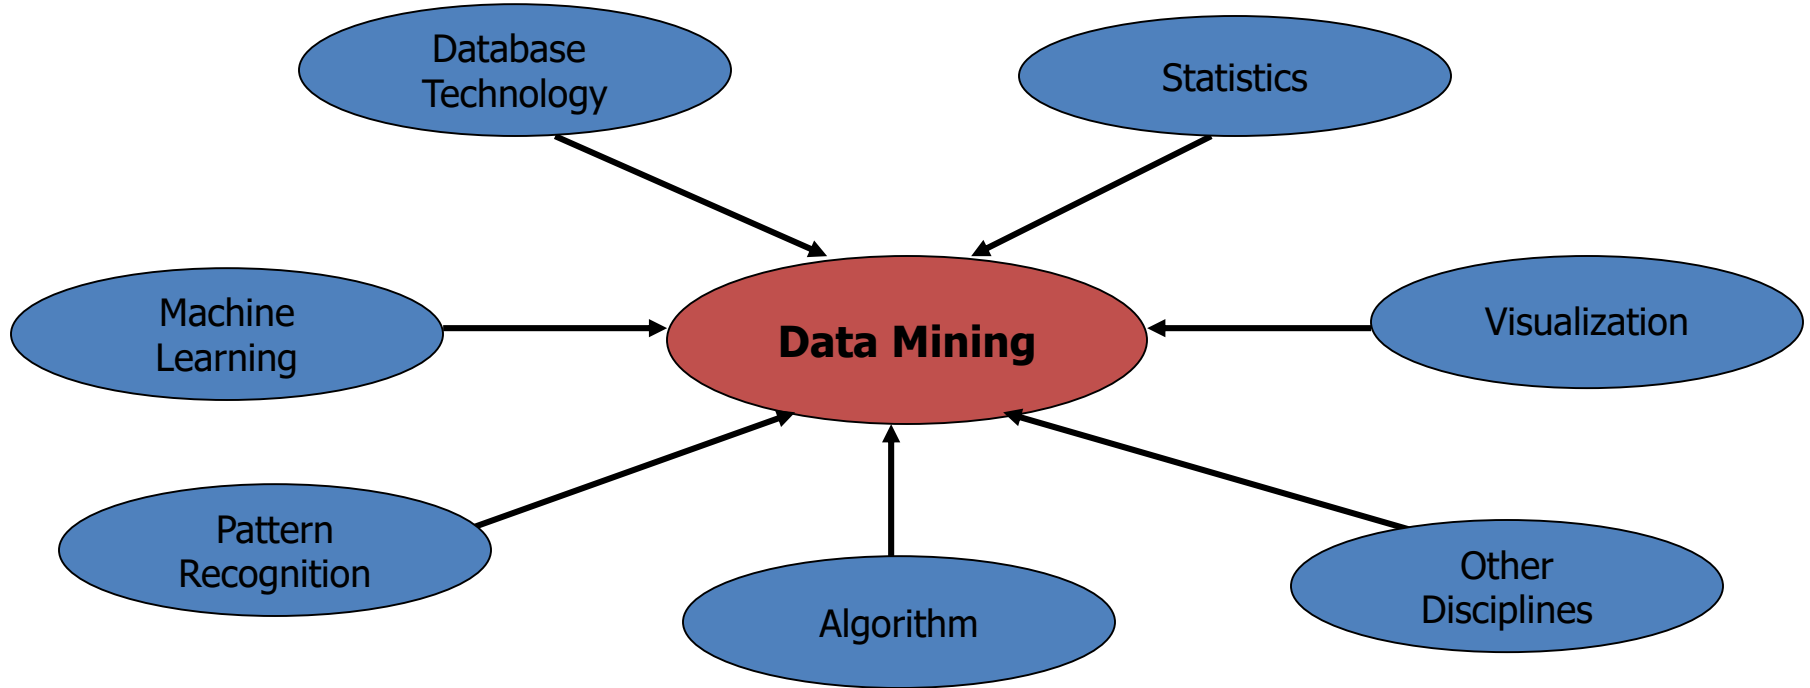 Database
Technology
Statistics
Machine
Learning
Data Mining
Visualization
Pattern
Recognition
Algorithm
Other
Disciplines